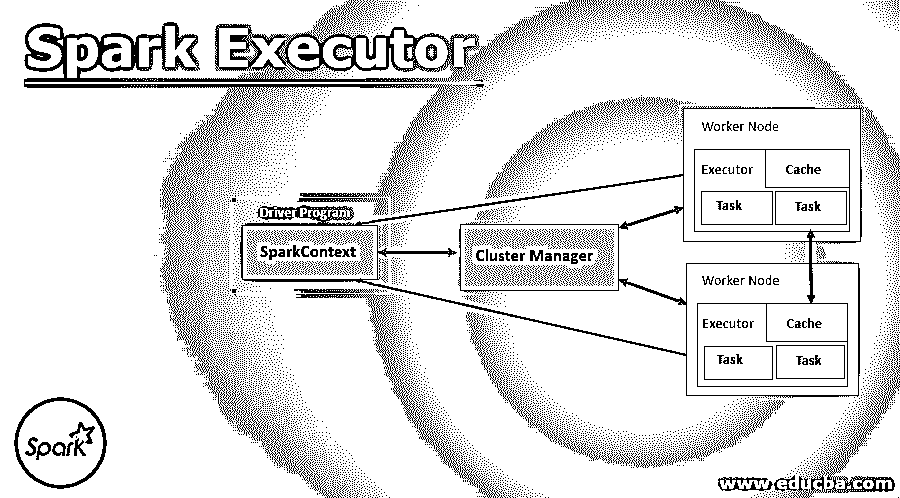 Spark Executor
Driver Program
SparkContext
Cluster Manager
Worker Node
Executor
Cache
Task
Task
Worker Node
Executor
Cache
Task
Task
Spark
www.educba.com